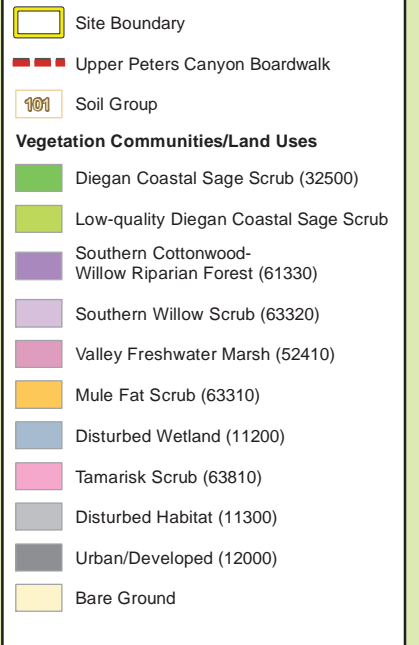 Site Boundary
Upper Peters Canyon Boardwalk
101 Soil Group
Vegetation Communities/Land Uses
Diegan Coastal Sage Scrub (32500)
Low-quality Diegan Coastal Sage Scrub
Southern Cottonwood-
Willow Riparian Forest (61330)
Southern Willow Scrub (63320)
Valley Freshwater Marsh (52410)
Mule Fat Scrub (63310)
Disturbed Wetland (11200)
Tamarisk Scrub (63810)
Disturbed Habitat (11300)
Urban/Developed (12000)
Bare Ground